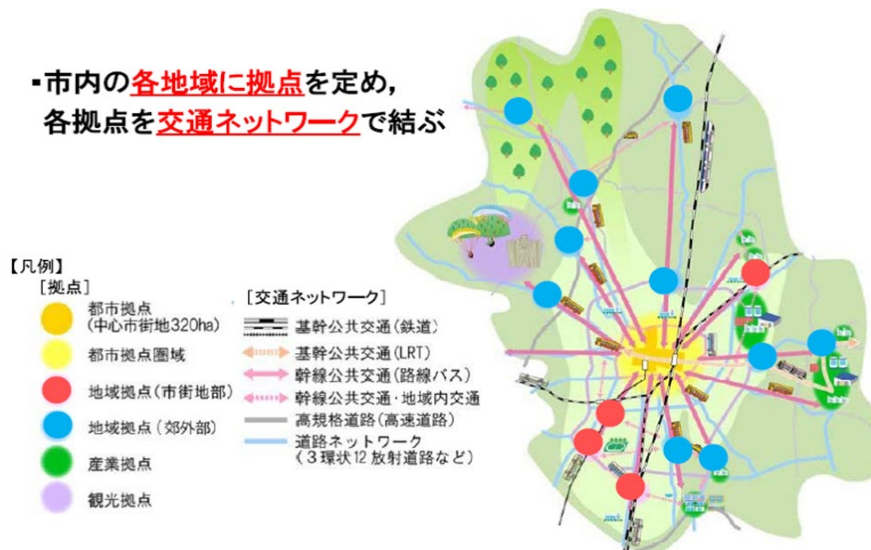 ▪市内の各地域に拠点を定め，
各拠点を交通ネットワークで結ぶ
【凡例】
［拠点］
都市拠点
(中心市街地320ha)
都市拠点圏域
地域拠点(市街地部)
地域拠点(郊外部)
産業拠点
観光拠点
［交通ネットワーク］
基幹公共交通(鉄道)
基幹公共交通(LRT)
幹線公共交通(路線バス)
幹線公共交通・地域内交通
高規格道路(高速道路)
道路ネットワーク
(３環状12放射道路など)